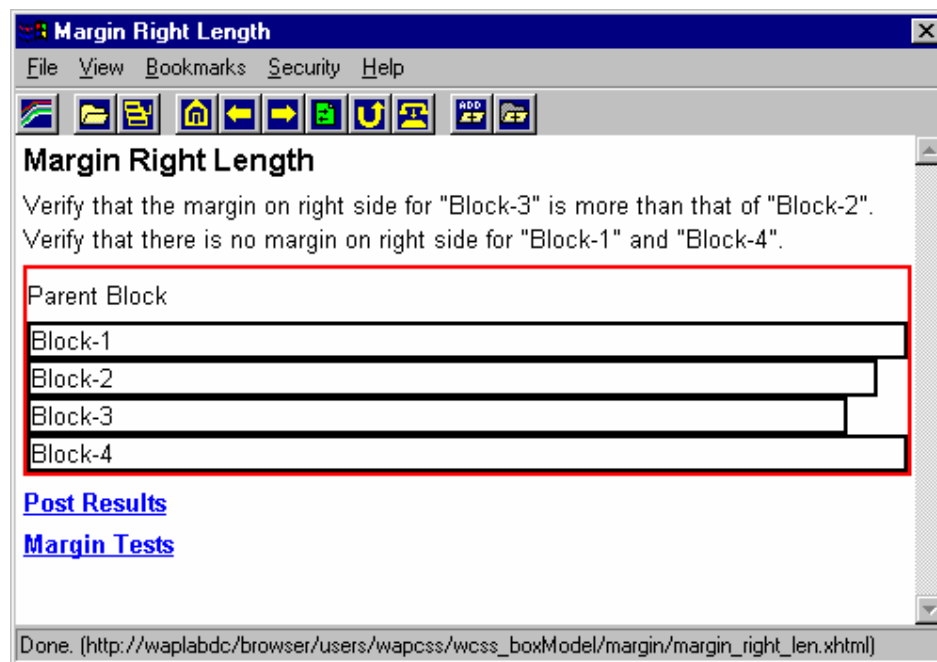 Margin Right Length
File View Bookmarks Security Help
ADD
Margin Right Length
Verify that the margin on right side for "Block-3" is more than that of "Block-2".
Verify that there is no margin on right side for "Block-1" and "Block-4".
Parent Block
Block-1
Block-2
Block-3
Block-4
Post Results
Margin Tests
Done. (http://waplabdc/browser/users/wapcss/wcss_boxModel/margin/margin_right_len.xhtml)